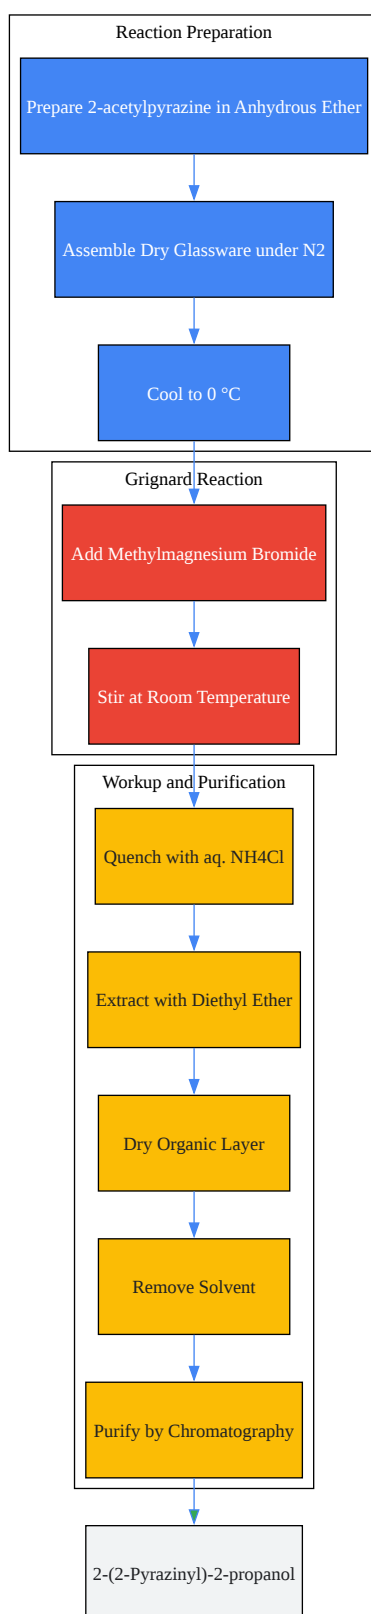 Reaction Preparation
Prepare 2-acetylpyrazine in Anhydrous Ether
Assemble Dry Glassware under N2
Cool to 0 °C
Grignard Reaction
Add Methylmagnesium Bromide
Stir at Room Temperature
Workup and Purification
Quench with aq. NH4Cl
Extract with Diethyl Ether
Dry Organic Layer
Remove Solvent
Purify by Chromatography
2-(2-Pyrazinyl)-2-propanol